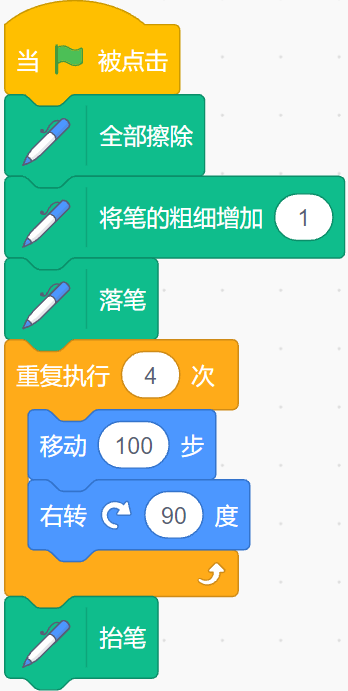 当 被点击
全部擦除
将笔的粗细增加 1
落笔
重复执行 4 次
移动 100 步
右转 90 度
抬笔